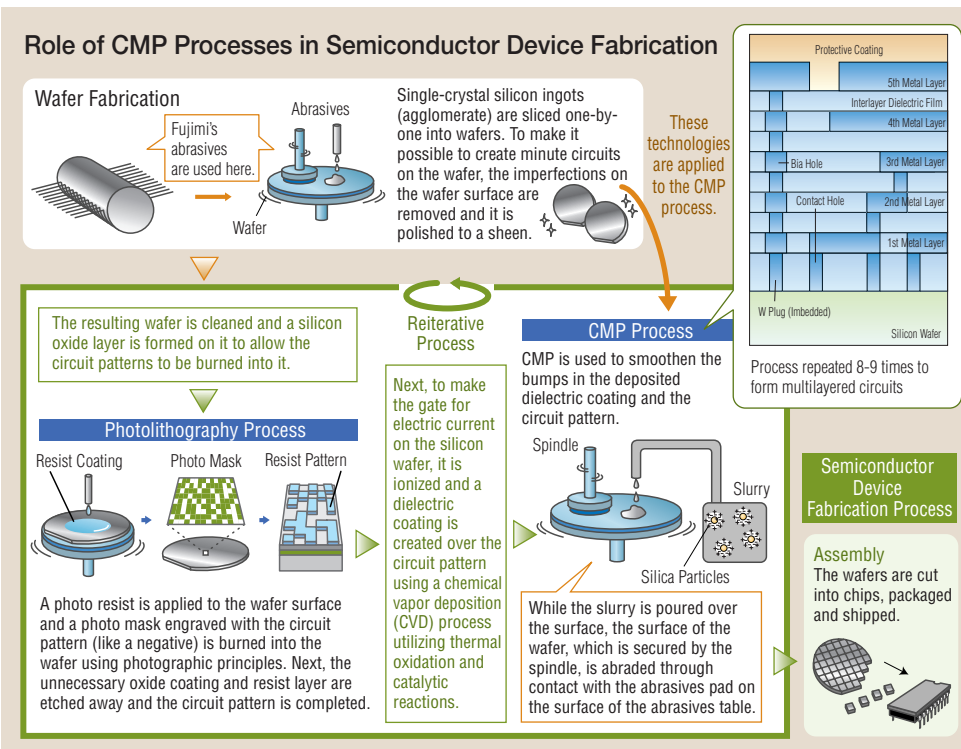 Role of CMP Processes in Semiconductor Device Fabrication
Wafer Fabrication
Fujimi's
abrasives
are used here.
Abrasives
Wafer
Single-crystal silicon ingots
(agglomerate) are sliced one-by-
one into wafers. To make it
possible to create minute circuits
on the wafer, the imperfections on
the wafer surface are
removed and it is
polished to a sheen.
These
technologies
are applied
to the CMP
process.
Protective Coating
5th Metal Layer
Interlayer Dielectric Film
4th Metal Layer
Bia Hole
3rd Metal Layer
Contact Hole
2nd Metal Layer
1st Metal Layer
W Plug (Imbedded)
Silicon Wafer
Process repeated 8-9 times to
form multilayered circuits
The resulting wafer is cleaned and a silicon
oxide layer is formed on it to allow the
circuit patterns to be burned into it.
Photolithography Process
Resist Coating
Photo Mask
Resist Pattern
A photo resist is applied to the wafer surface
and a photo mask engraved with the circuit
pattern (like a negative) is burned into the
wafer using photographic principles. Next, the
unnecessary oxide coating and resist layer are
etched away and the circuit pattern is completed.
Reiterative
Process
Next, to make
the gate for
electric current
on the silicon
wafer, it is
ionized and a
dielectric
coating is
created over the
circuit pattern
using a chemical
vapor deposition
(CVD) process
utilizing thermal
oxidation and
catalytic
reactions.
CMP Process
CMP is used to smoothen the
bumps in the deposited
dielectric coating and the
circuit pattern.
Spindle
Slurry
Silica Particles
While the slurry is poured over
the surface, the surface of the
wafer, which is secured by the
spindle, is abraded through
contact with the abrasives pad on
the surface of the abrasives table.
Semiconductor
Device
Fabrication Process
Assembly
The wafers are cut
into chips, packaged
and shipped.